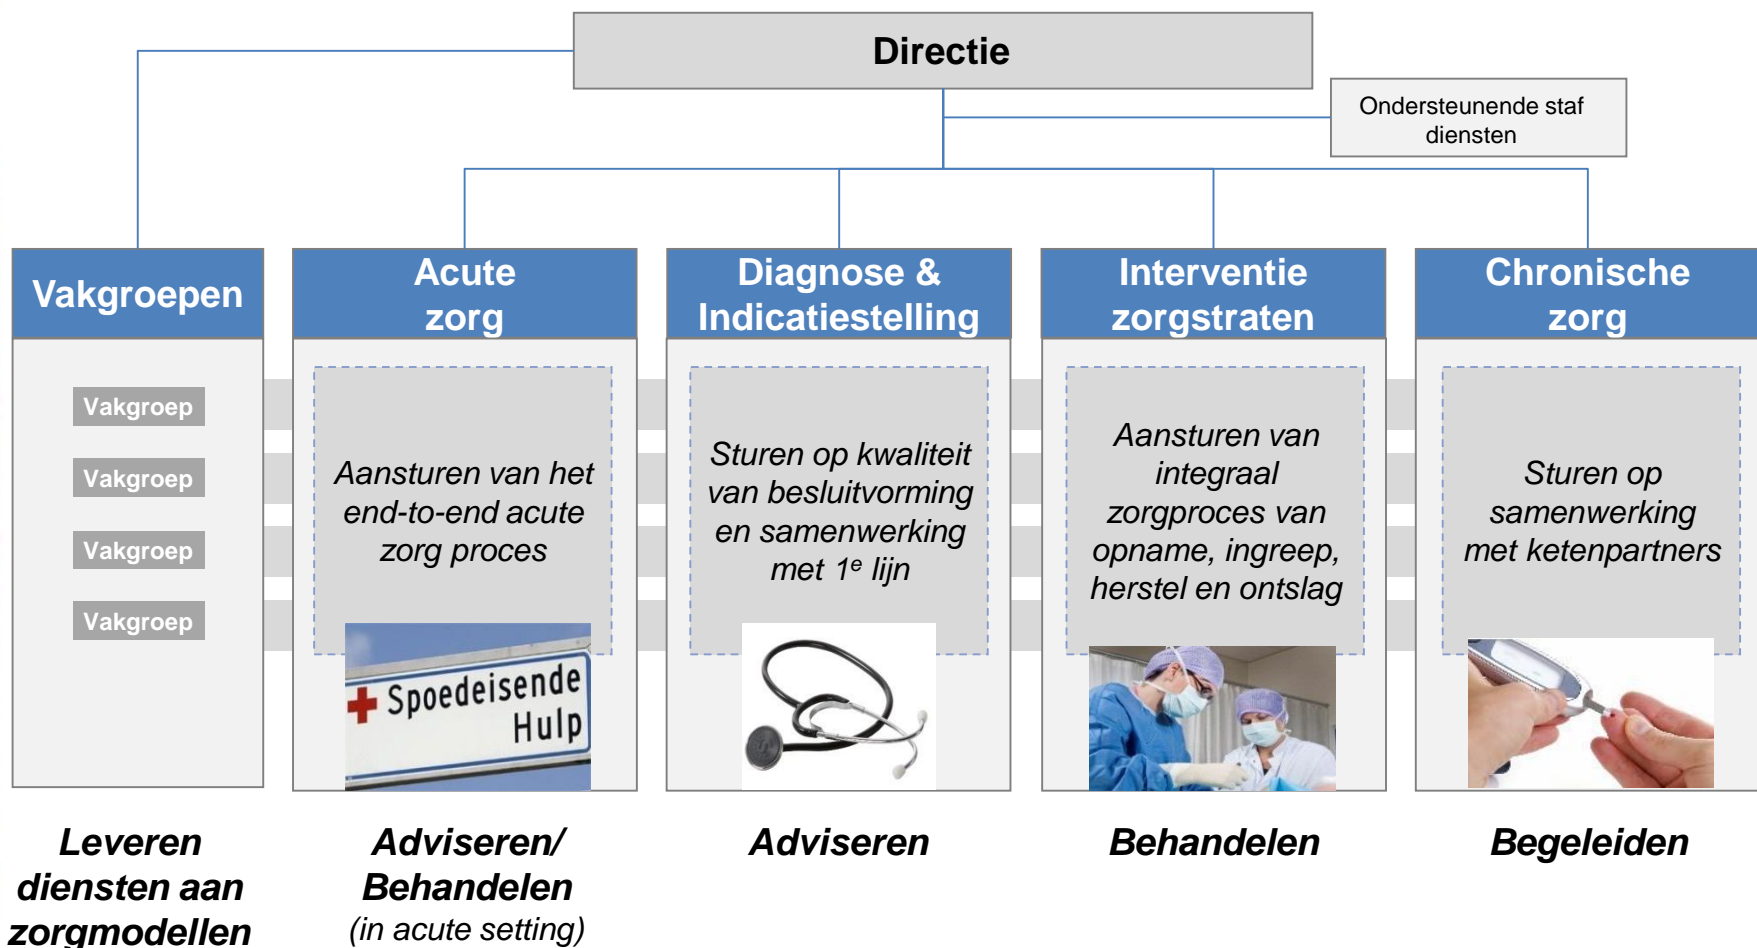 Directie
Ondersteunende staf
diensten
Vakgroepen
Acute
zorg
Diagnose &
Indicatiestelling
Interventie
zorgstraten
Chronische
zorg
Vakgroep
Vakgroep
Vakgroep
Vakgroep
Aansturen van het
end-to-end acute
zorg proces
Spoedeisende
Hulp
Sturen op kwaliteit
van besluitvorming
en samenwerking
met 1e lijn
Aansturen van
integraal
zorgproces van
opname, ingreep,
herstel en ontslag
Sturen op
samenwerking
met ketenpartners
Leveren
diensten aan
zorgmodellen
Adviseren/
Behandelen
(in acute setting)
Adviseren
Behandelen
Begeleiden